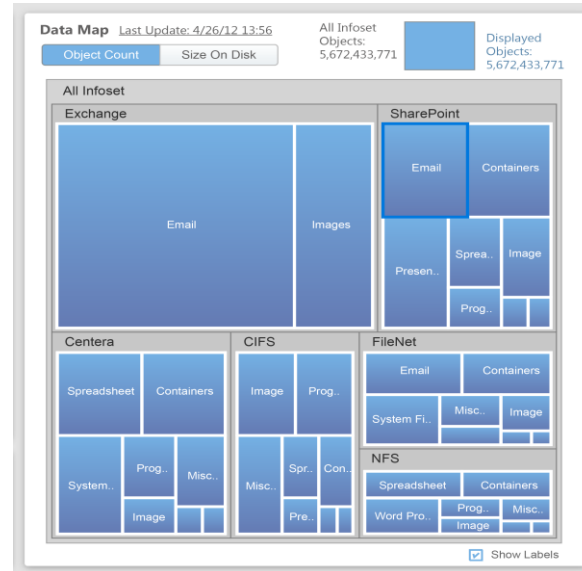 Data Map Last Update: 4/26/12 13:56
Object Count Size On Disk
All Infoset
Objects:
5,672,433,771
Displayed
Objects:
5,672,433,771
All Infoset
Exchange
Email Images
SharePoint
Email Containers
Presen.. Sprea.. Image
Prog..
Centera
Spreadsheet Containers
System.. Prog.. Misc..
Image
CIFS
Image Prog..
Misc.. Spr.. Con..
Pre..
FileNet
Email Containers
System Fi.. Misc.. Image
NFS
Spreadsheet Containers
Word Pro.. Prog.. Misc..
Image
Show Labels